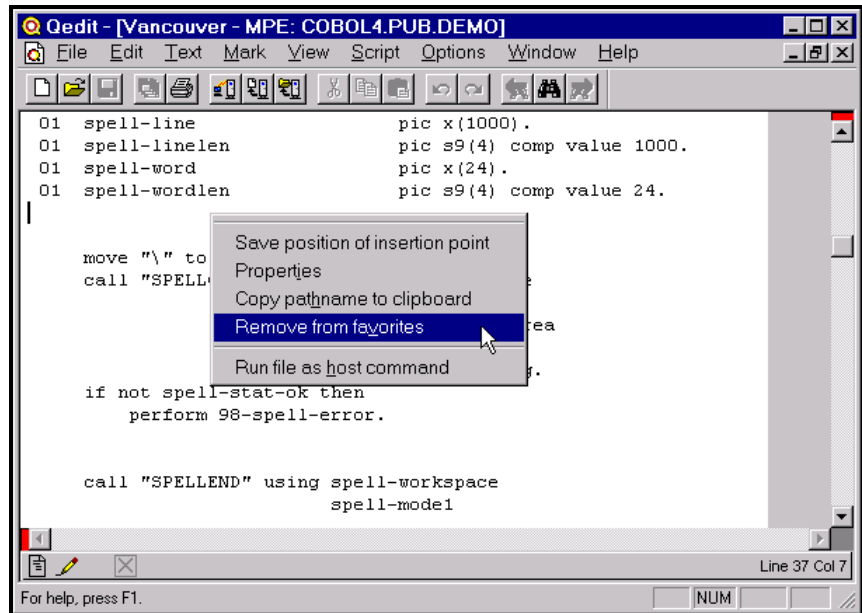 Qedit - [Vancouver - MPE: COBOL4.PUB.DEMO]
File Edit Text Mark View Script Options Window Help
01 spell-line pic x(1000).
01 spell-linelen pic s9(4) comp value 1000.
01 spell-word pic x(24).
01 spell-wordlen pic s9(4) comp value 24.
move "\" to
call "SPELL
Save position of insertion point
Properties
Copy pathname to clipboard
Remove from favorites
Run file as host command
rea
if not spell-stat-ok then
perform 98-spell-error.
call "SPELLEND" using spell-workspace
spell-mode1
Line 37 Col 7
For help, press F1.
NUM